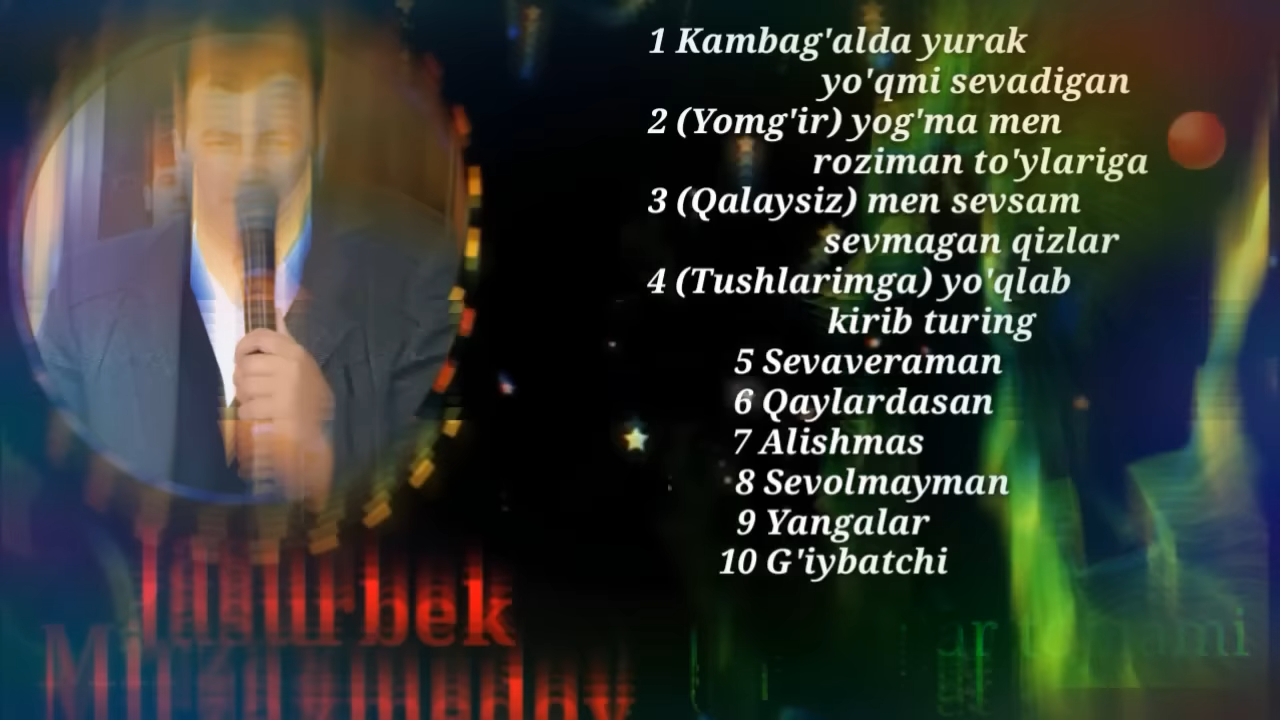 1 Kambag'alda yurak
yo'qmi sevadigan
2 (Yomg'ir) yog'ma men
roziman to'ylariga
3 (Qalaysiz) men sevsam
sevmagan qizlar
4 (Tushlarimga) yo'qlab
kirib turing
5 Sevaveraman
6 Qaylardasan
7 Alishmas
8 Sevolmayman
9 Yangalar
10 G'iybatchi
Jasurbek